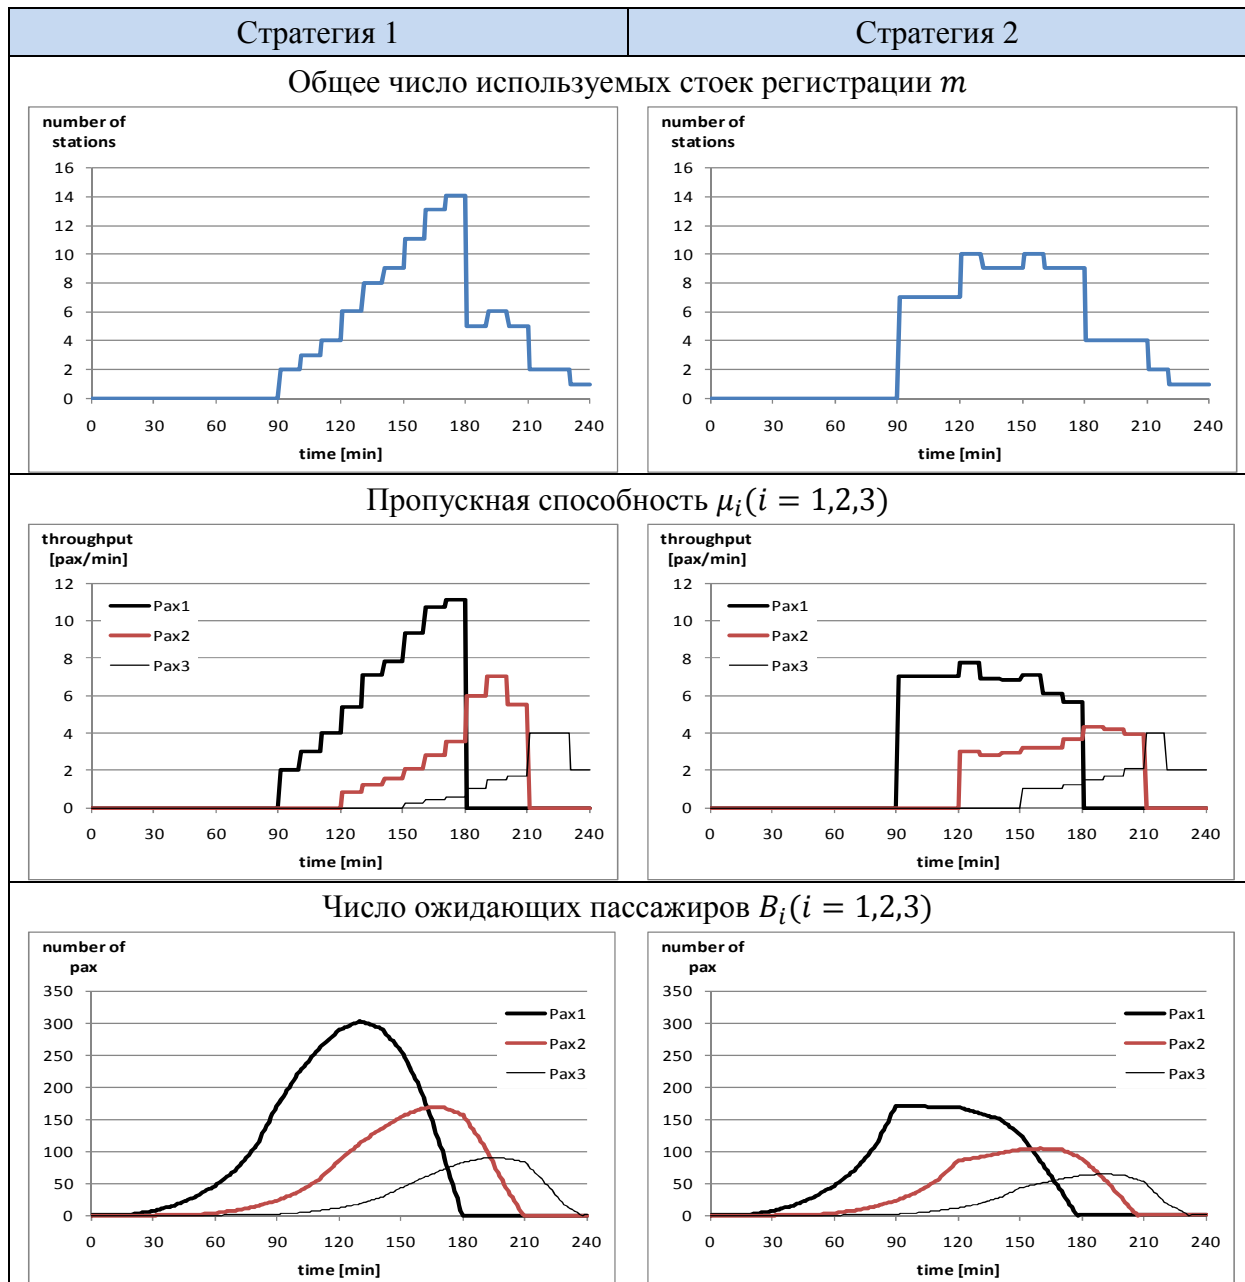 Стратегия 1
Стратегия 2
Общее число используемых стоек регистрации m
number of
stations
16
14
12
10
8
6
4
2
0
0 30 60 90 120 150 180 210 240
time [min]
number of
stations
16
14
12
10
8
6
4
2
0
0 30 60 90 120 150 180 210 240
time [min]
Пропускная способность μi(i = 1,2,3)
throughput
[pax/min]
12
10
8
6
4
2
0
Pax1
Pax2
Pax3
0 30 60 90 120 150 180 210 240
time [min]
throughput
[pax/min]
12
10
8
6
4
2
0
Pax1
Pax2
Pax3
0 30 60 90 120 150 180 210 240
time [min]
Число ожидающих пассажиров Bi(i = 1,2,3)
number of
pax
350
300
250
200
150
100
50
0
Pax1
Pax2
Pax3
0 30 60 90 120 150 180 210 240
time [min]
number of
pax
350
300
250
200
150
100
50
0
Pax1
Pax2
Pax3
0 30 60 90 120 150 180 210 240
time [min]